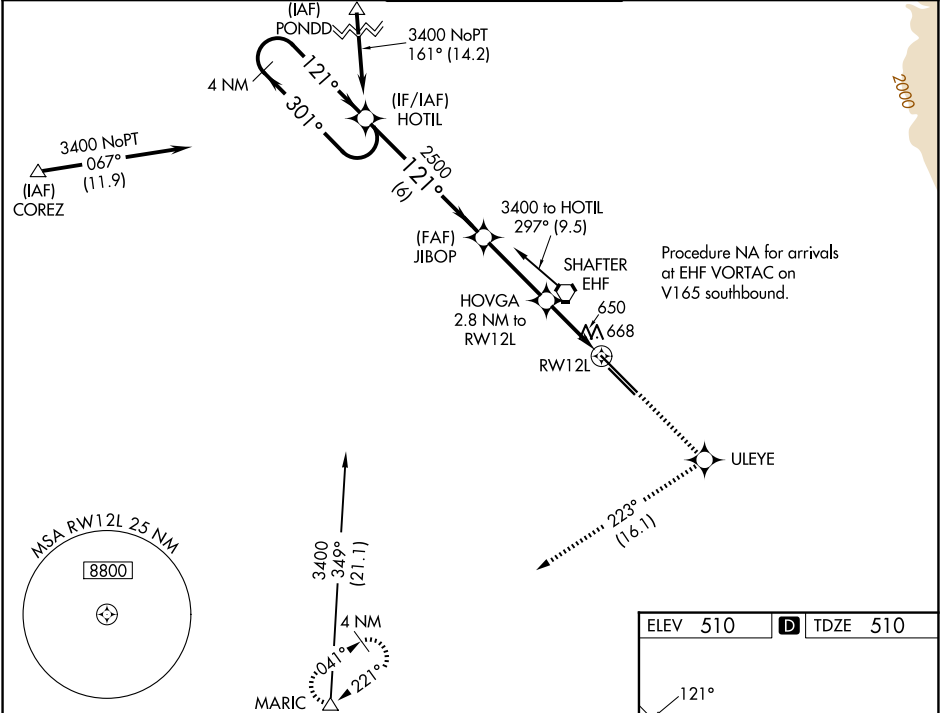 (IAF)
PONDD
3400 NoPT
161° (14.2)
4 NM
121°
301°
(IF/IAF)
HOTIL
2000
3400 NoPT
067°
(11.9)
(IAF)
COREZ
2500
121°
(6)
3400 to HOTIL
297° (9.5)
(FAF)
JIBOP
SHAFTER
EHF
Procedure NA for arrivals
at EHF VORTAC on
V165 southbound.
HOVGA
2.8 NM to
RW12L
650
668
RW12L
ULEYE
223°
(16.1)
MSA RW12L 25 NM
8800
3400
349°
(21.1)
4 NM
041°
221°
MARIC
ELEV 510 D TDZE 510
121°